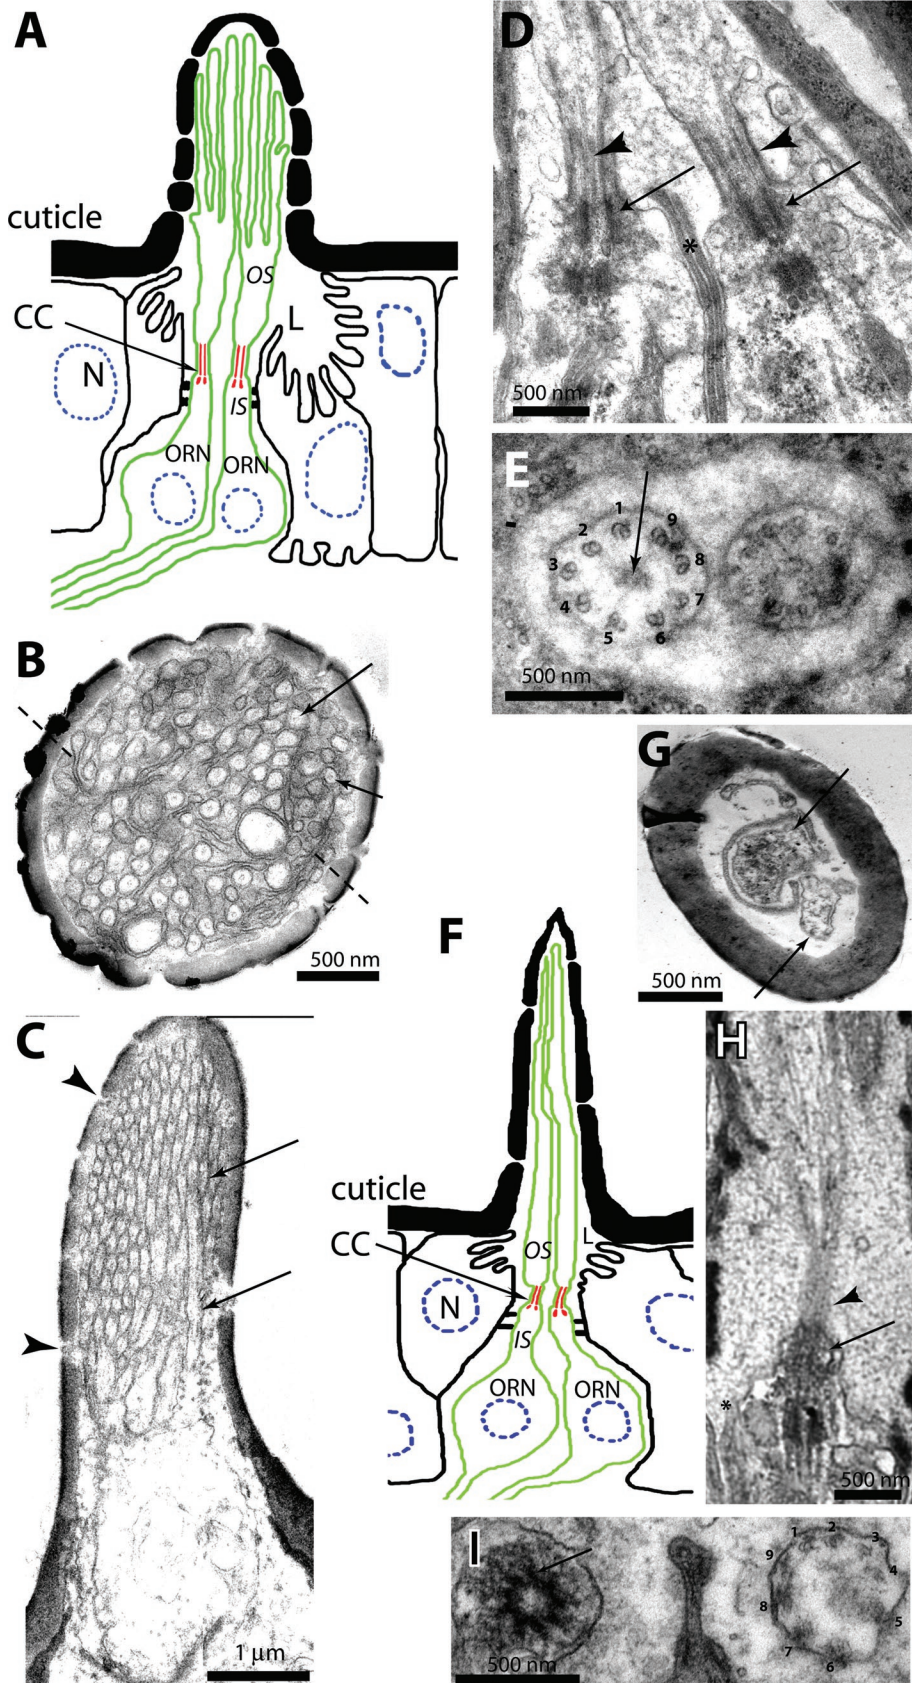 A
cuticle
CC
N
OS
L
IS
ORN
ORN
B
500 nm
C
1 μm
D
*
500 nm
E
1
2
3
4
5
6
7
8
9
500 nm
F
cuticle
CC
N
OS
L
IS
ORN
ORN
G
500 nm
H
*
500 nm
I
1
2
3
4
5
6
7
8
9
500 nm